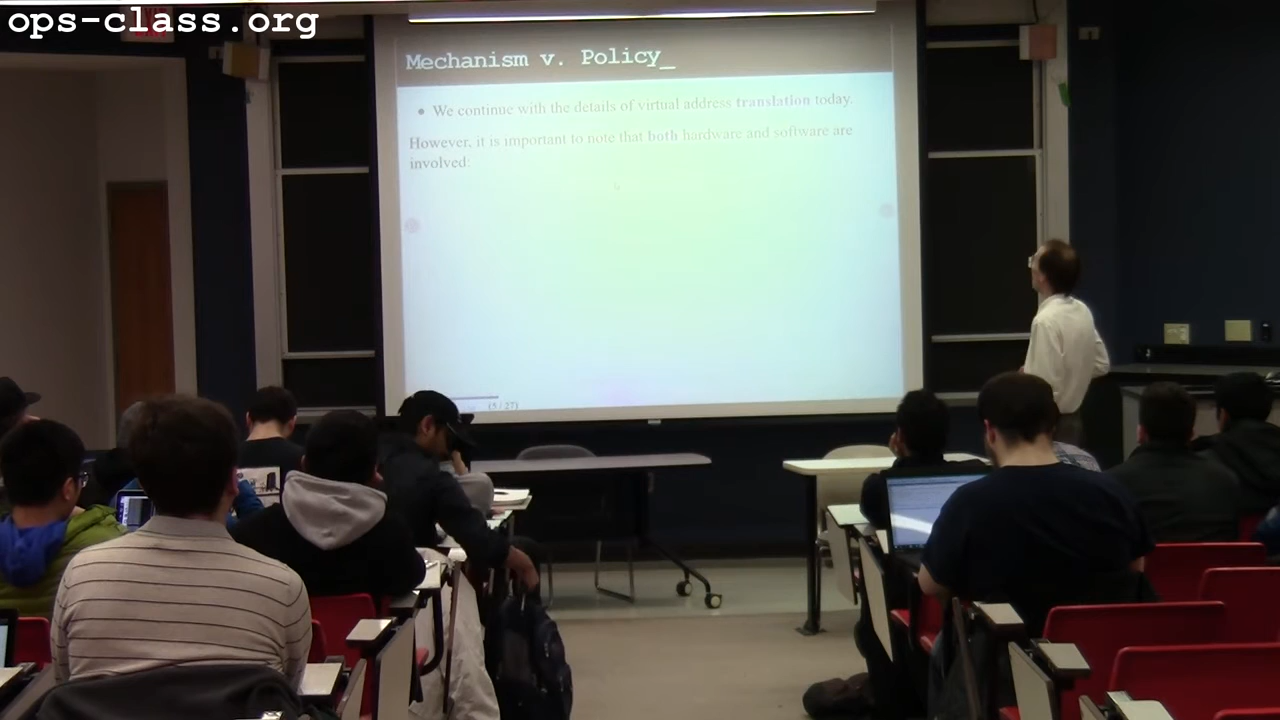 ops-class.org
Mechanism v. Policy_
• We continue with the details of virtual address translation today.
However, it is important to note that both hardware and software are
involved:
(5 / 27)